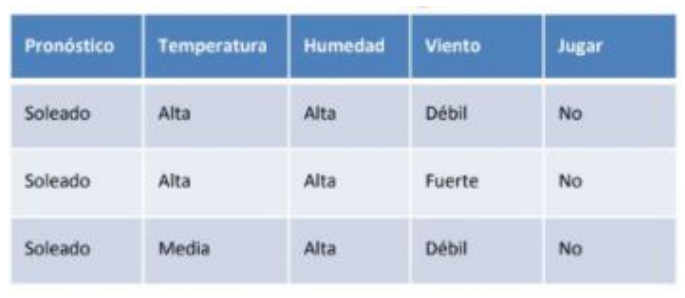 Pronóstico Temperatura Humedad Viento Jugar
Soleado Alta Alta Débil No
Soleado Alta Alta Fuerte No
Soleado Media Alta Débil No